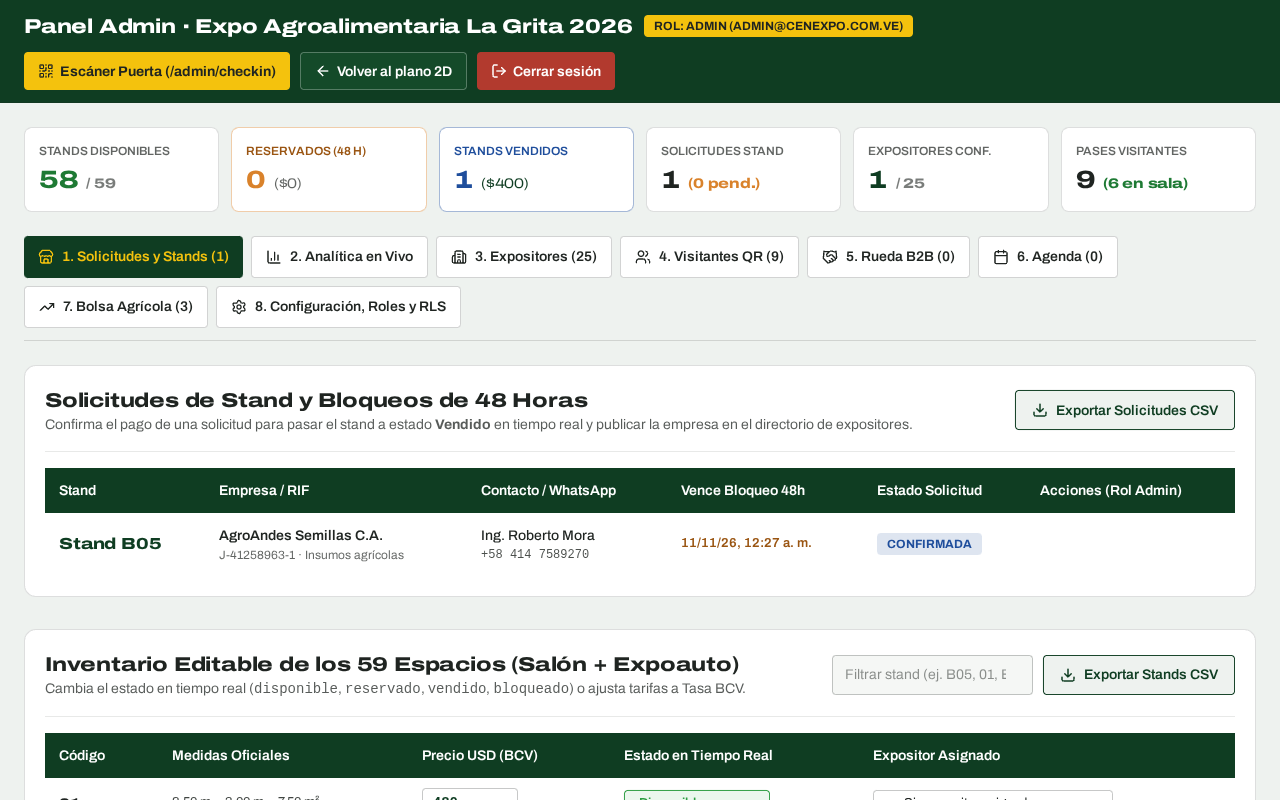 Panel Admin · Expo Agroalimentaria La Grita 2026
ROL: ADMIN (ADMIN@CENEXPO.COM.VE)
Escáner Puerta (/admin/checkin)
Volver al plano 2D
Cerrar sesión
STANDS DISPONIBLES
58 / 59
RESERVADOS (48 H)
0 ($0)
STANDS VENDIDOS
1 ($400)
SOLICITUDES STAND
1 (0 pend.)
EXPOSITORES CONF.
1 / 25
PASES VISITANTES
9 (6 en sala)
1. Solicitudes y Stands (1)
2. Analítica en Vivo
3. Expositores (25)
4. Visitantes QR (9)
5. Rueda B2B (0)
6. Agenda (0)
7. Bolsa Agrícola (3)
8. Configuración, Roles y RLS
Solicitudes de Stand y Bloqueos de 48 Horas
Confirma el pago de una solicitud para pasar el stand a estado Vendido en tiempo real y publicar la empresa en el directorio de expositores.
Exportar Solicitudes CSV
Stand
Empresa / RIF
Contacto / WhatsApp
Vence Bloqueo 48h
Estado Solicitud
Acciones (Rol Admin)
Stand B05
AgroAndes Semillas C.A.
J-41258963-1 · Insumos agrícolas
Ing. Roberto Mora
+58 414 7589270
11/11/26, 12:27 a. m.
CONFIRMADA
Inventario Editable de los 59 Espacios (Salón + Expoauto)
Cambia el estado en tiempo real (disponible, reservado, vendido, bloqueado) o ajusta tarifas a Tasa BCV.
Filtrar stand (ej. B05, 01, E
Exportar Stands CSV
Código
Medidas Oficiales
Precio USD (BCV)
Estado en Tiempo Real
Expositor Asignado